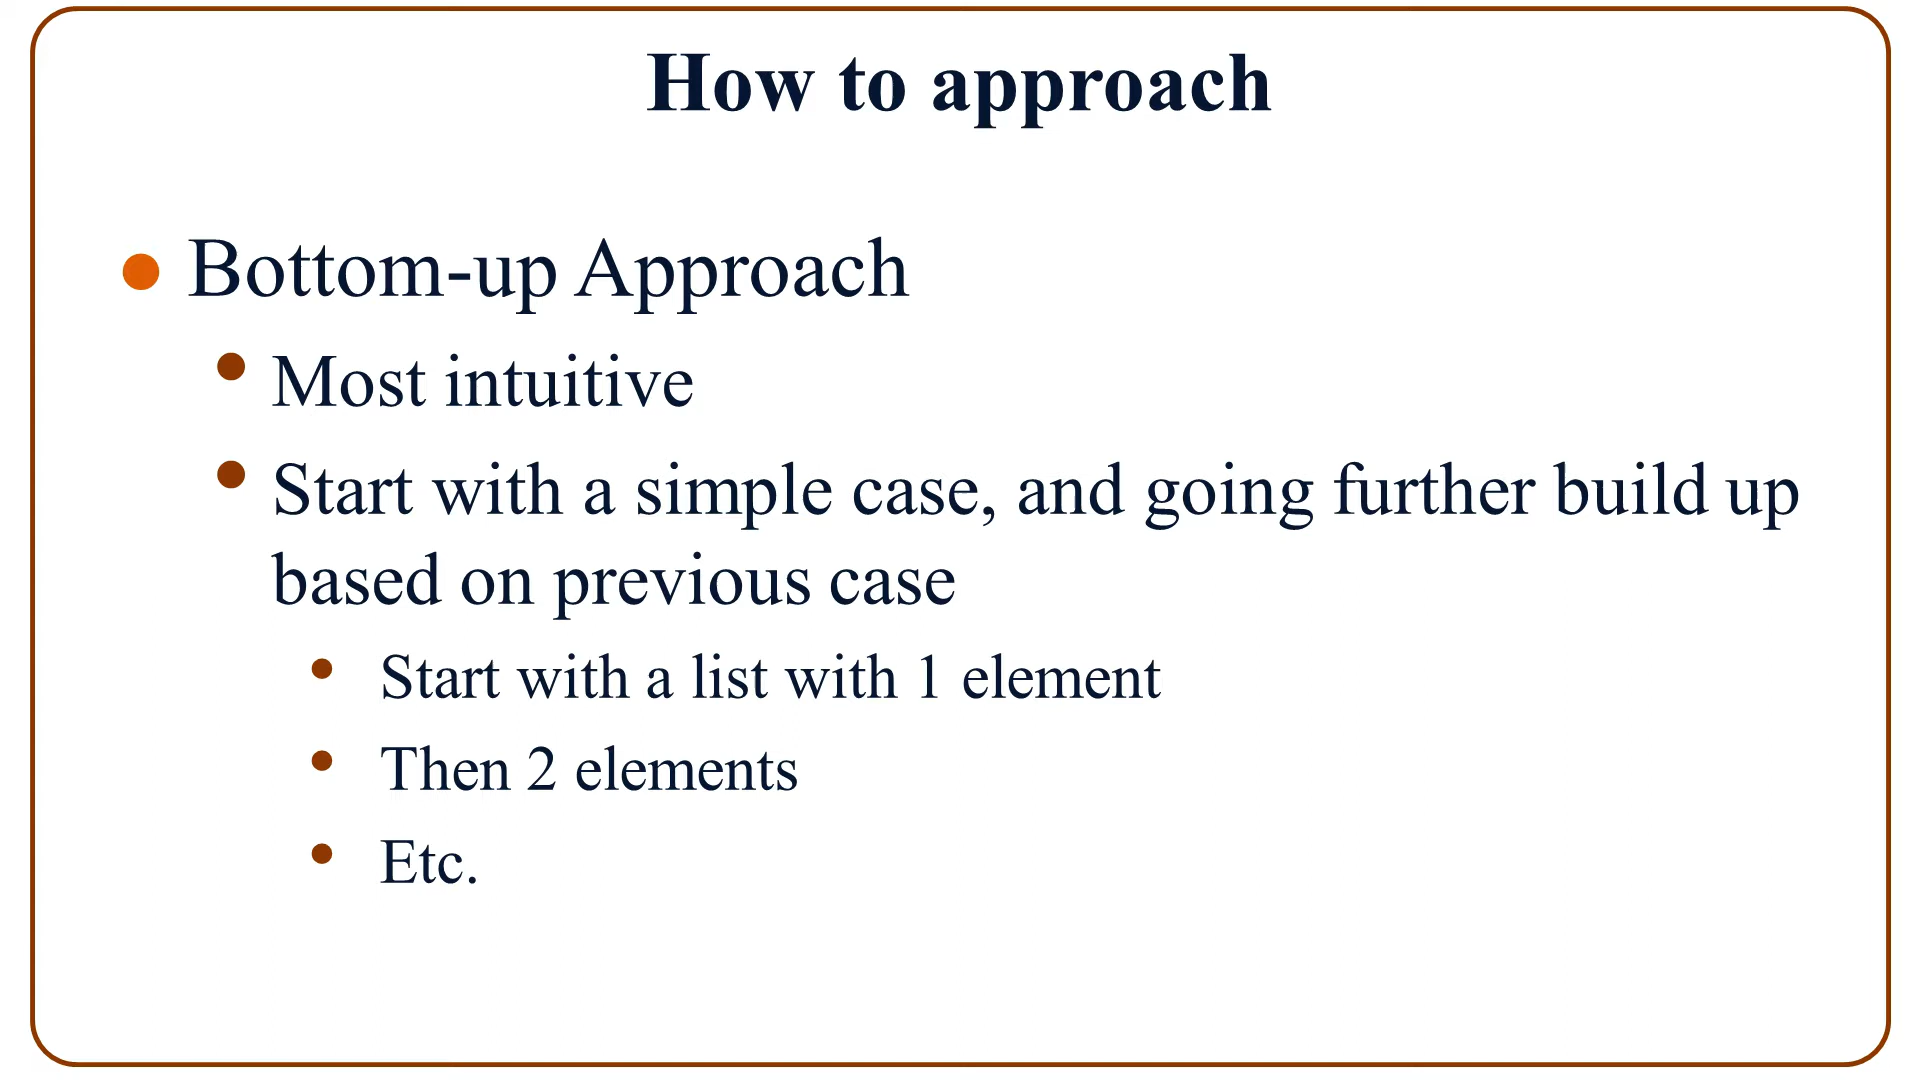 How to approach
Bottom-up Approach
Most intuitive
Start with a simple case, and going further build up
based on previous case
Start with a list with 1 element
Then 2 elements
Etc.